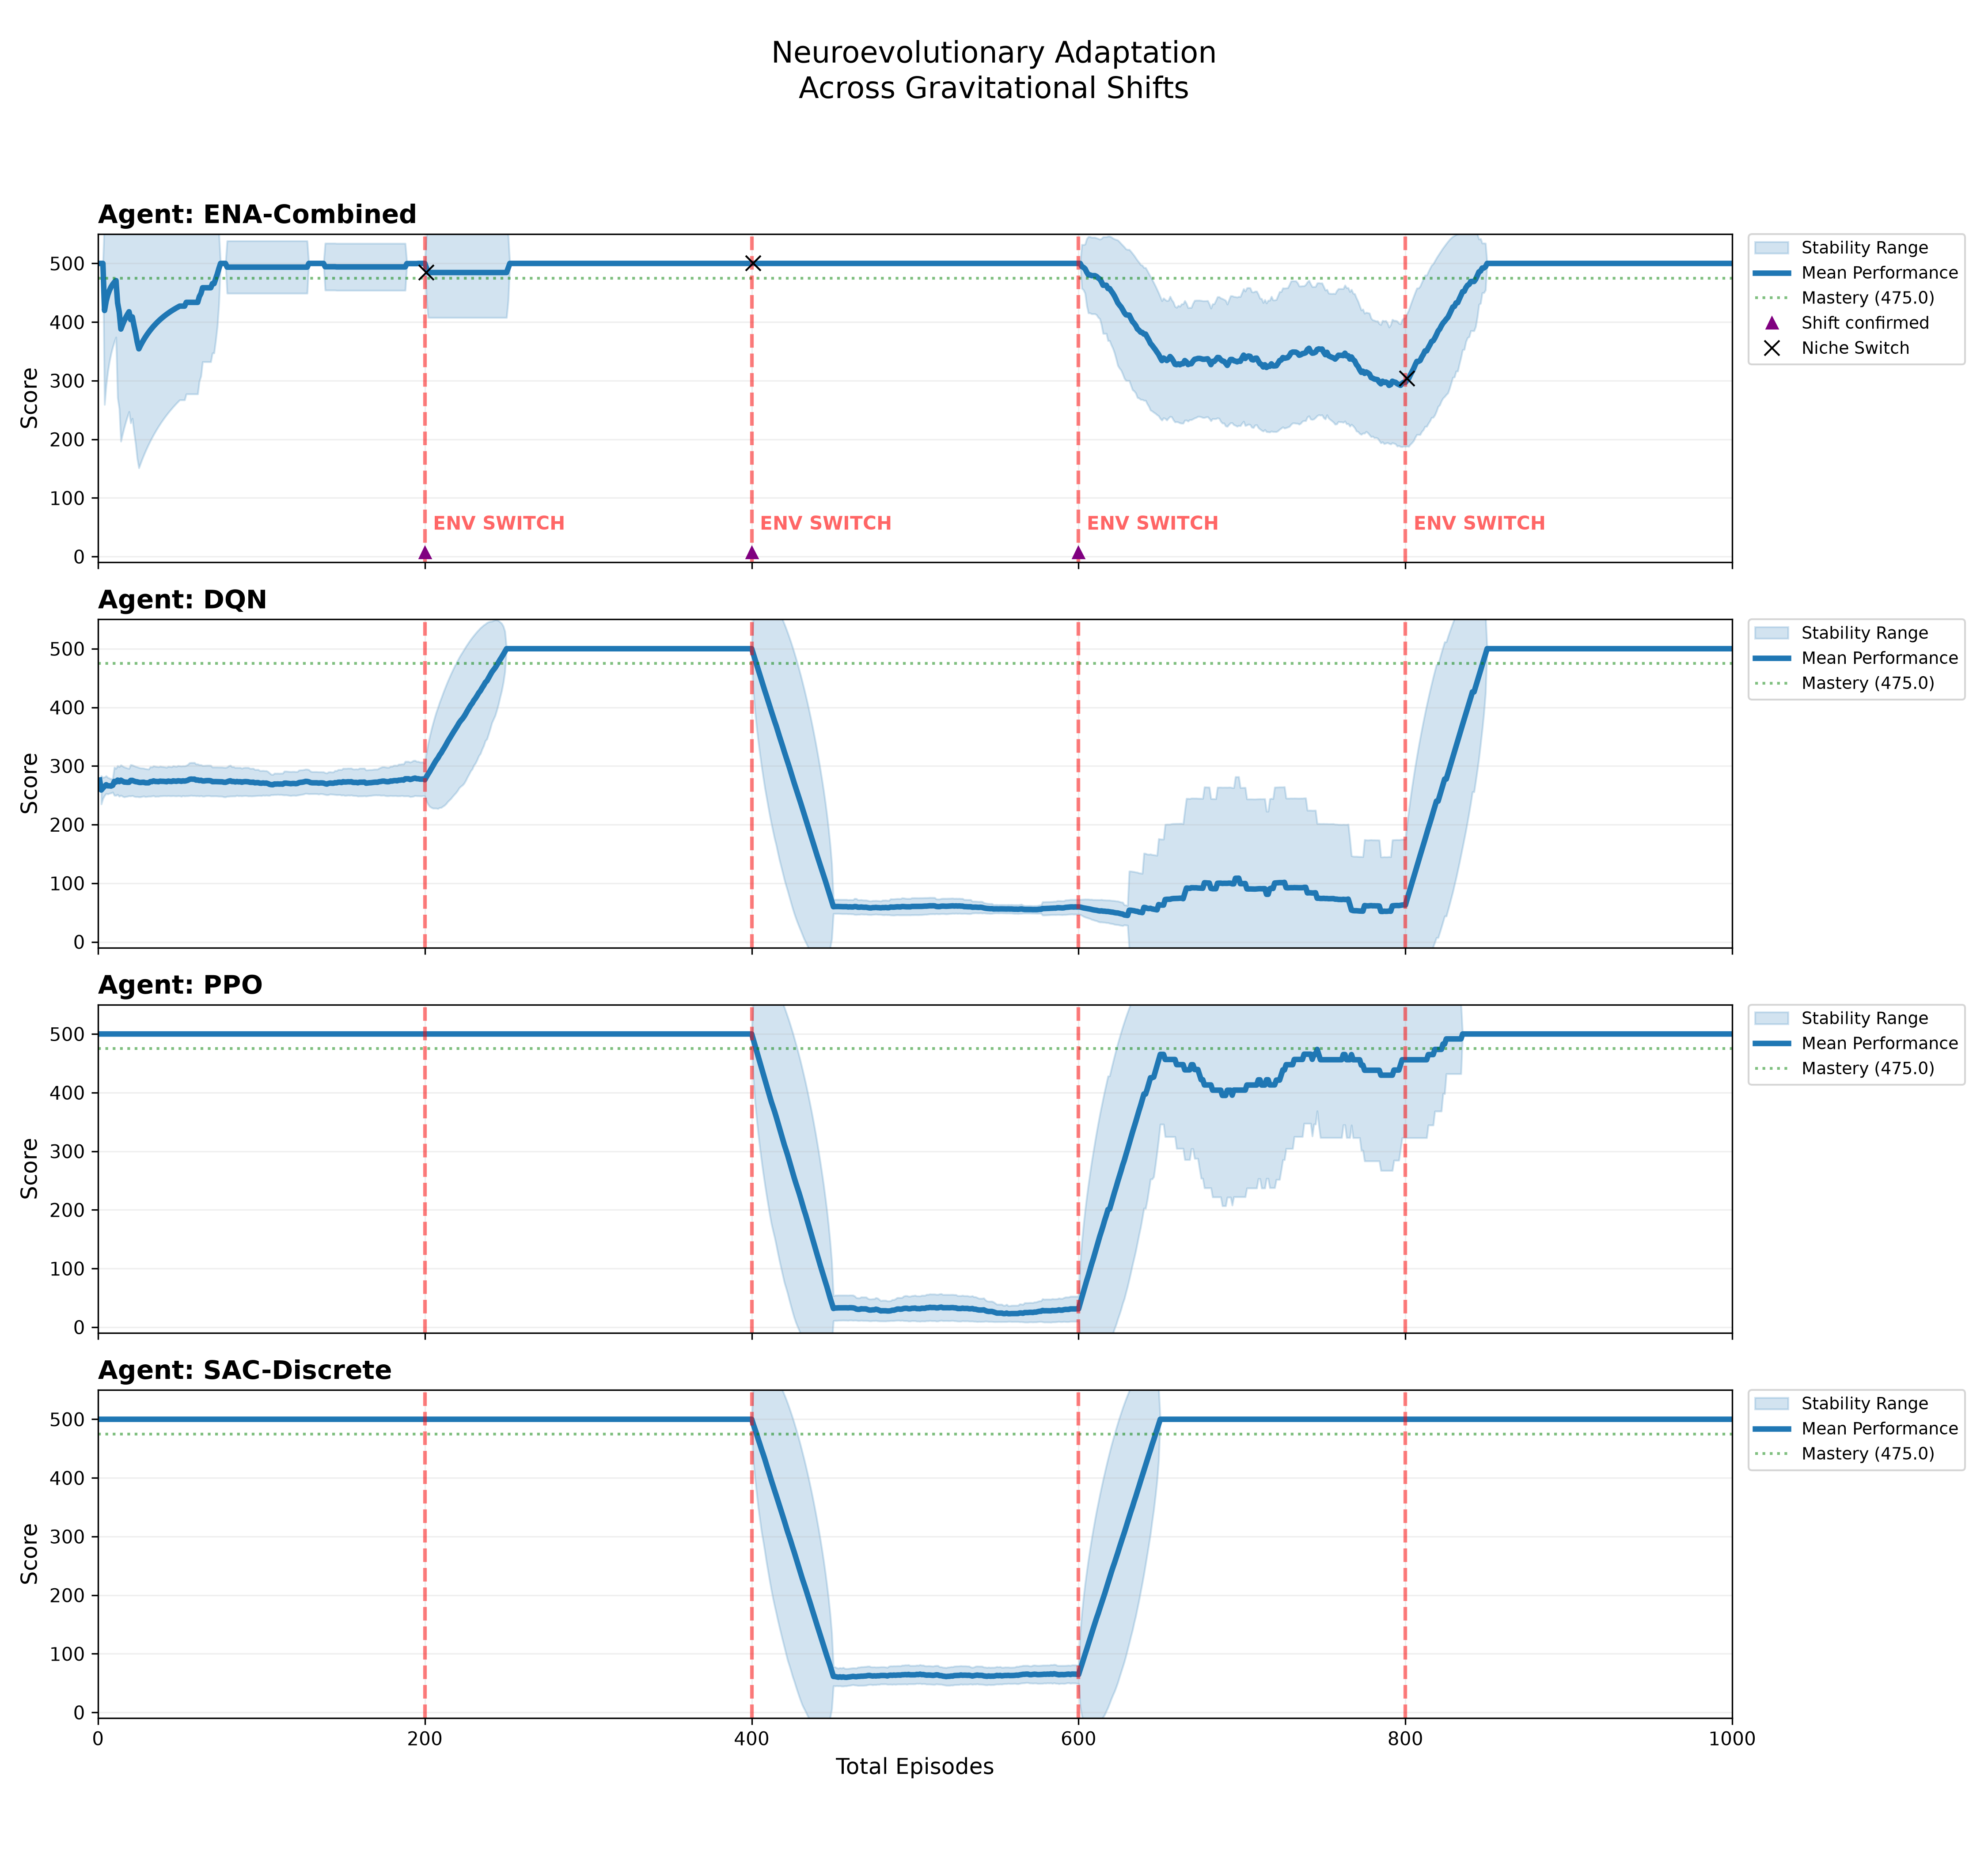 Neuroevolutionary Adaptation
Across Gravitational Shifts
Agent: ENA-Combined
500
400
300
200
100
0
Score
ENV SWITCH
ENV SWITCH
ENV SWITCH
ENV SWITCH
Stability Range
Mean Performance
Mastery (475.0)
Shift confirmed
Niche Switch
Agent: DQN
500
400
300
200
100
0
Score
Stability Range
Mean Performance
Mastery (475.0)
Agent: PPO
500
400
300
200
100
0
Score
Stability Range
Mean Performance
Mastery (475.0)
Agent: SAC-Discrete
500
400
300
200
100
0
Score
Stability Range
Mean Performance
Mastery (475.0)
0
200
400
600
800
1000
Total Episodes